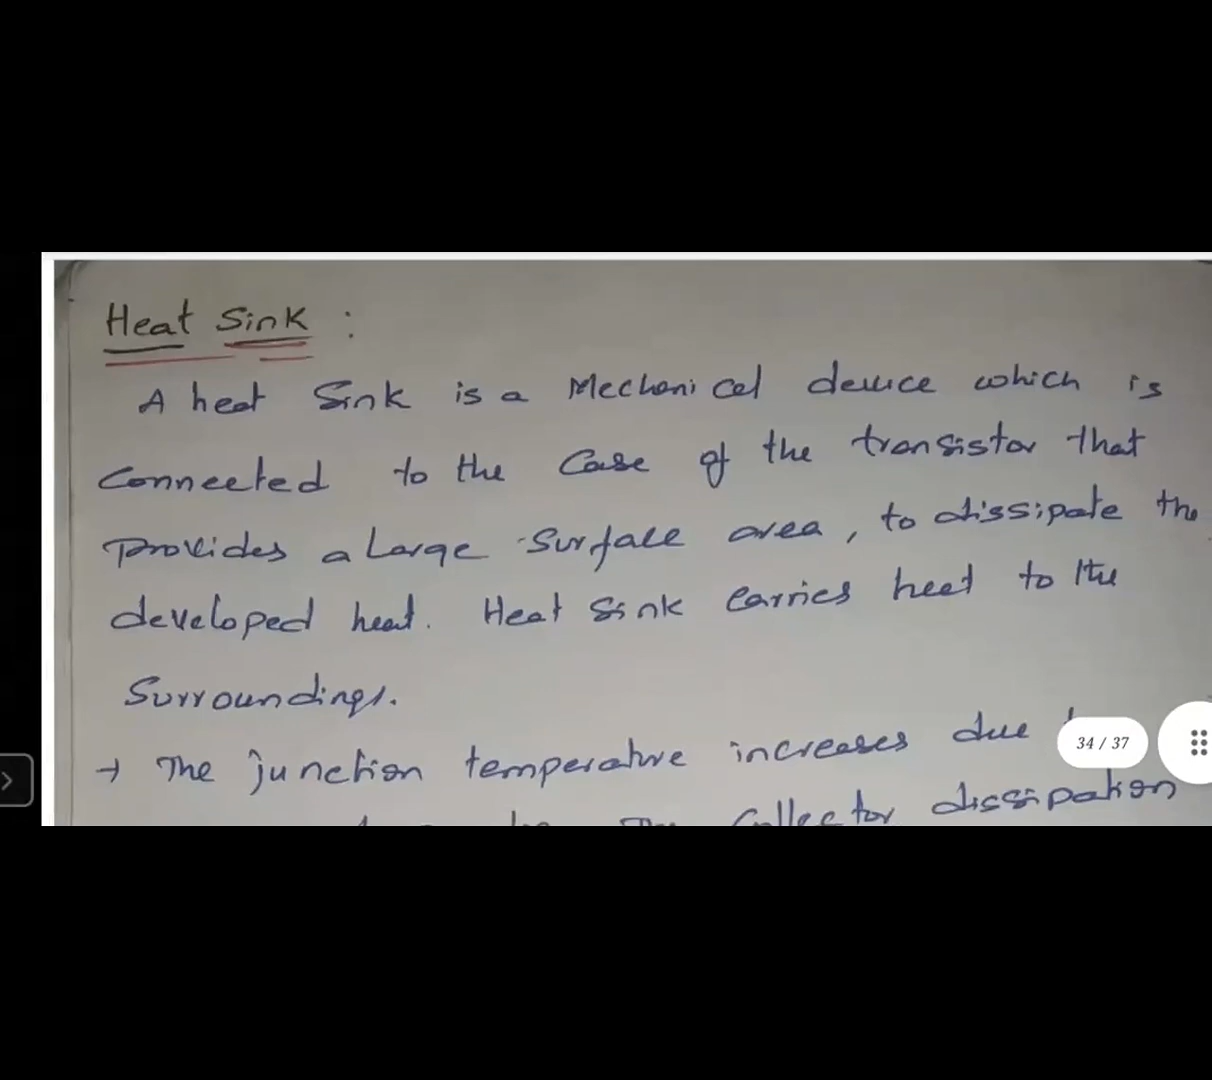 Heat Sink :
A heat Sink is a Mechanical device which is
Connected to the Case of the transistor that
provides a Large Surface area, to dissipate the
developed heat. Heat Sink carries heat to the
Surroundings.
→ The junction temperature increases due
34 / 37
The Collector dissipation